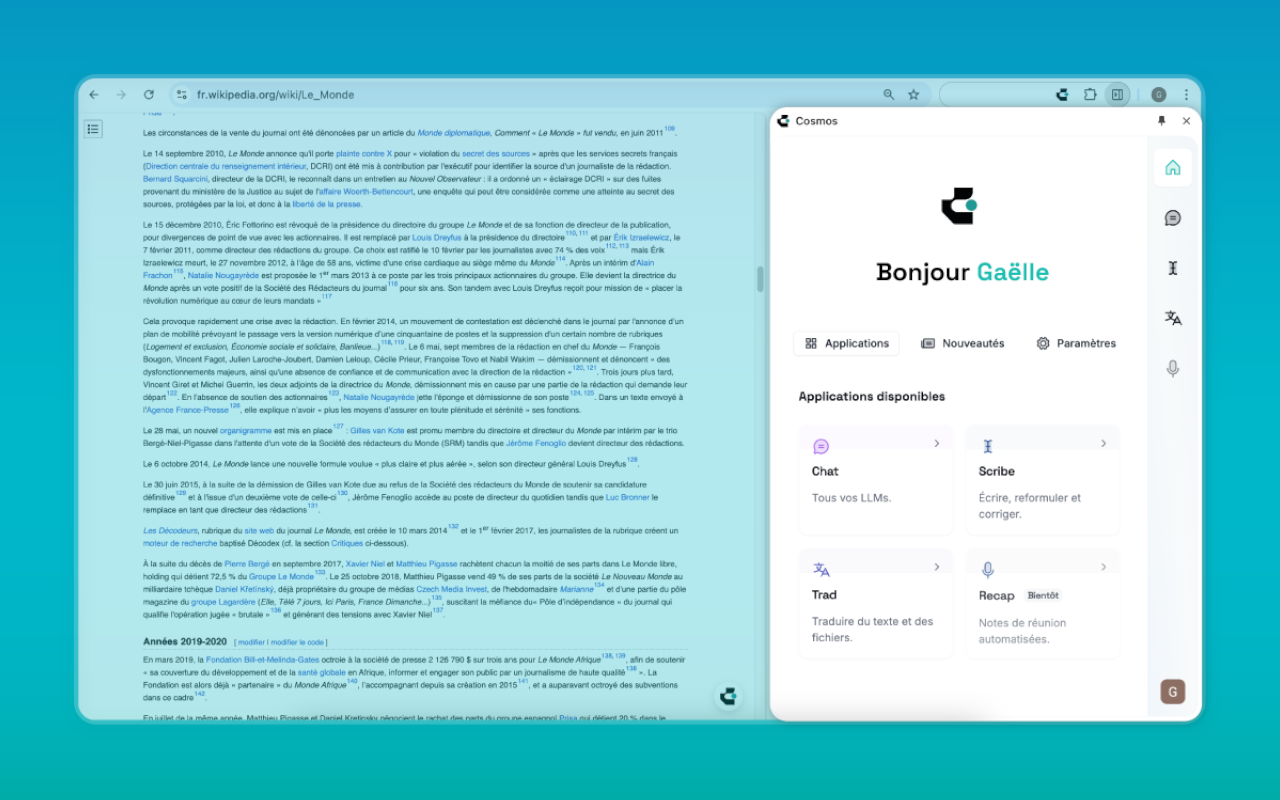 fr.wikipedia.org/wiki/Le_Monde
G
Les circonstances de la vente du journal ont été dénoncées par un article du Monde diplomatique, Comment « Le Monde » fut vendu, en juin 2011 109.
Le 14 septembre 2010, Le Monde annonce qu'il porte plainte contre X pour « violation du secret des sources » après que les services secrets français
(Direction centrale du renseignement intérieur, DCRI) ont été mis à contribution par l'exécutif pour identifier la source d'un journaliste de la rédaction.
Bernard Squarcini, directeur de la DCRI, le reconnaît dans un entretien au Nouvel Observateur : il a ordonné un « éclairage DCRI » sur des fuites
provenant du ministère de la Justice au sujet de l'affaire Woerth-Bettencourt, une enquête qui peut être considérée comme une atteinte au secret des
sources, protégées par la loi, et donc à la liberté de la presse.
Le 15 décembre 2010, Éric Fottorino est révoqué de la présidence du directoire du groupe Le Monde et de sa fonction de directeur de la publication,
pour divergences de point de vue avec les actionnaires. Il est remplacé par Louis Dreyfus à la présidence du directoire 110, 111 et par Érik Izraelewicz, le
7 février 2011, comme directeur des rédactions du groupe. Ce choix est ratifié le 10 février par les journalistes avec 74 % des voix 112, 113 mais Érik
Izraelewicz meurt, le 27 novembre 2012, à l'âge de 58 ans, victime d'une crise cardiaque au siège même du Monde 114. Après un intérim d'Alain
Frachon 115, Natalie Nougayrède est proposée le 1er mars 2013 à ce poste par les trois principaux actionnaires du groupe. Elle devient la directrice du
Monde après un vote positif de la Société des Rédacteurs du journal 116 pour six ans. Son tandem avec Louis Dreyfus reçoit pour mission de « placer la
révolution numérique au cœur de leurs mandats » 117
Cela provoque rapidement une crise avec la rédaction. En février 2014, un mouvement de contestation est déclenché dans le journal par l'annonce d'un
plan de mobilité prévoyant le passage vers la version numérique d'une cinquantaine de postes et la suppression d'un certain nombre de rubriques
(Logement et exclusion, Économie sociale et solidaire, Banlieue...) 118, 119. Le 6 mai, sept membres de la rédaction en chef du Monde — François
Bougon, Vincent Fagot, Julien Laroche-Joubert, Damien Leloup, Cécile Prieur, Françoise Tovo et Nabil Wakim — démissionnent et dénoncent « des
dysfonctionnements majeurs, ainsi qu'une absence de confiance et de communication avec la direction de la rédaction » 120, 121. Trois jours plus tard,
Vincent Giret et Michel Guerrin, les deux adjoints de la directrice du Monde, démissionnent mis en cause par une partie de la rédaction qui demande leur
départ 122. En l'absence de soutien des actionnaires 123, Natalie Nougayrède jette l'éponge et démissionne de son poste 124, 125. Dans un texte envoyé à
l'Agence France-Presse 126, elle explique n'avoir « plus les moyens d'assurer en toute plénitude et sérénité » ses fonctions.
Le 28 mai, un nouvel organigramme est mis en place 127 : Gilles van Kote est promu membre du directoire et directeur du Monde par intérim par le trio
Bergé-Niel-Pigasse dans l'attente d'un vote de la Société des rédacteurs du Monde (SRM) tandis que Jérôme Fenoglio devient directeur des rédactions.
Le 6 octobre 2014, Le Monde lance une nouvelle formule voulue « plus claire et plus aérée », selon son directeur général Louis Dreyfus 128.
Le 30 juin 2015, à la suite de la démission de Gilles van Kote due au refus de la Société des rédacteurs du Monde de soutenir sa candidature
définitive 129 et à l'issue d'un deuxième vote de celle-ci 130, Jérôme Fenoglio accède au poste de directeur du quotidien tandis que Luc Bronner le
remplace en tant que directeur des rédactions 131.
Les Décodeurs, rubrique du site web du journal Le Monde, est créée le 10 mars 2014 132 et le 1er février 2017, les journalistes de la rubrique créent un
moteur de recherche baptisé Décodex (cf. la section Critiques ci-dessous).
À la suite du décès de Pierre Bergé en septembre 2017, Xavier Niel et Matthieu Pigasse rachètent chacun la moitié de ses parts dans Le Monde libre,
holding qui détient 72,5 % du Groupe Le Monde 133. Le 25 octobre 2018, Matthieu Pigasse vend 49 % de ses parts de la société Le Nouveau Monde au
milliardaire tchèque Daniel Křetínský, déjà propriétaire du groupe de médias Czech Media Invest, de l'hebdomadaire Marianne 134 et d'une partie du pôle
magazine du groupe Lagardère (Elle, Télé 7 jours, Ici Paris, France Dimanche...) 135, suscitant la méfiance du« Pôle d'indépendance » du journal qui
qualifie l'opération jugée « brutale » 136 et générant des tensions avec Xavier Niel 137.
Années 2019-2020 [ modifier | modifier le code ]
En mars 2019, la Fondation Bill-et-Melinda-Gates octroie à la société de presse 2 126 790 $ sur trois ans pour Le Monde Afrique 138, 139, afin de soutenir
« sa couverture du développement et de la santé globale en Afrique, informer et engager son public par un journalisme de haute qualité 138 ». La
Fondation est alors déjà « partenaire » du Monde Afrique 140, l'accompagnant depuis sa création en 2015 141, et a auparavant octroyé des subventions
dans ce cadre 142.
En juillet de la même année, Matthieu Pigasse et Daniel Kretinsky négocient le rachat des parts du groupe espagnol Prisa qui détient 20 % dans le
Cosmos
Bonjour Gaëlle
Applications
Nouveautés
Paramètres
Applications disponibles
Chat
Tous vos LLMs.
Scribe
Écrire, reformuler et
corriger.
Trad
Traduire du texte et des
fichiers.
Recap Bientôt
Notes de réunion
automatisées.
G